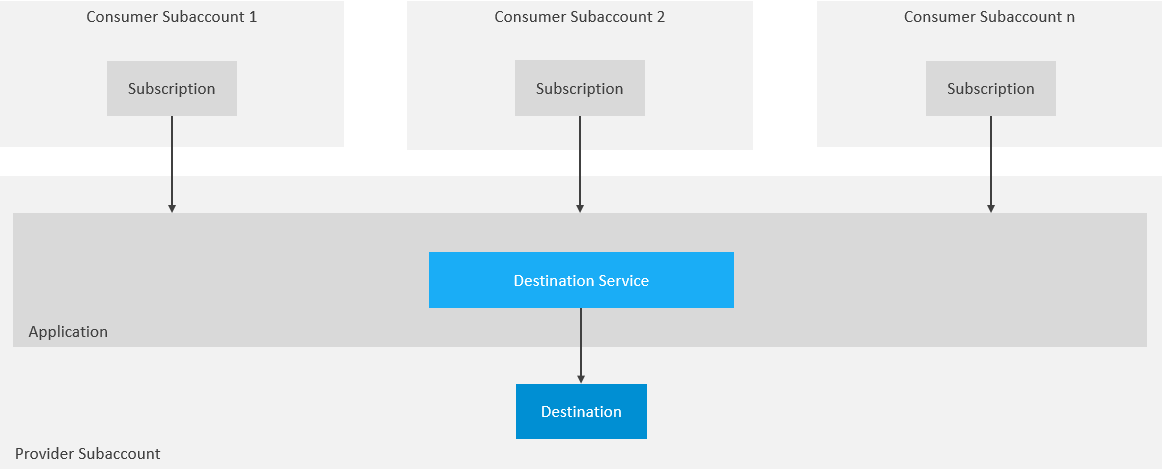 Consumer Subaccount 1
Consumer Subaccount 2
Consumer Subaccount n
Subscription
Subscription
Subscription
Destination Service
Application
Destination
Provider Subaccount